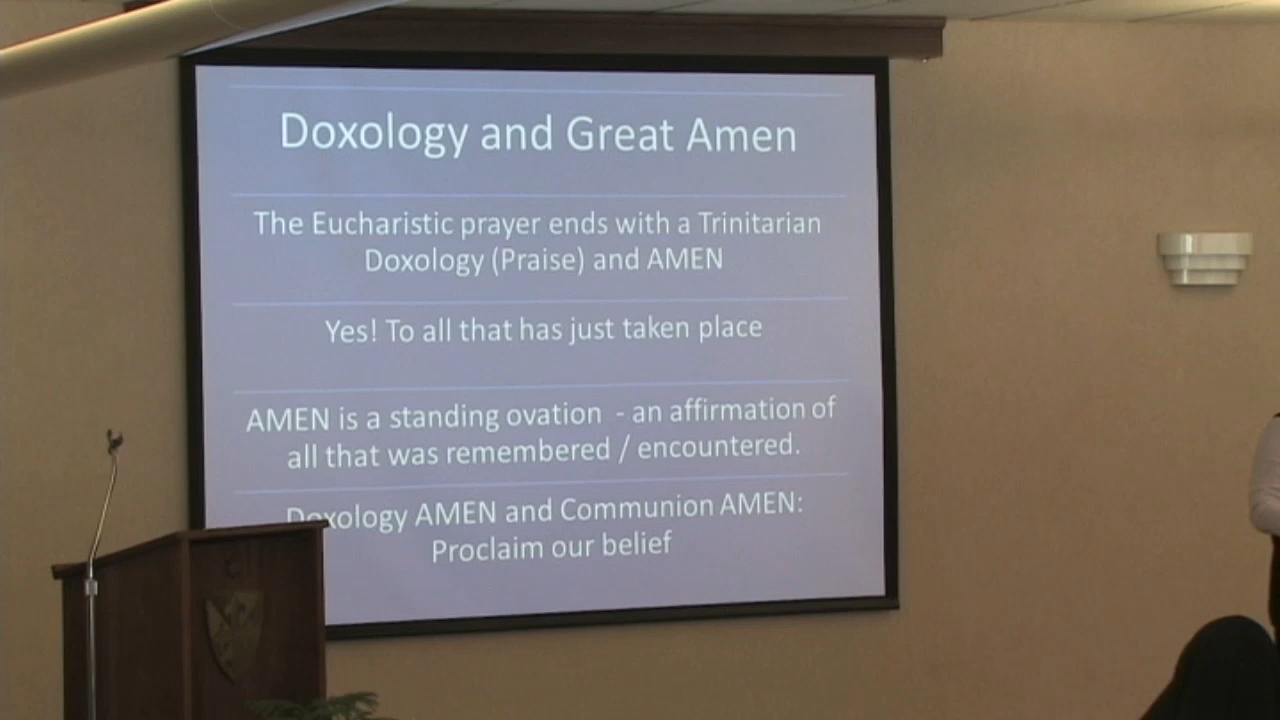 Doxology and Great Amen
The Eucharistic prayer ends with a Trinitarian
Doxology (Praise) and AMEN
Yes! To all that has just taken place
AMEN is a standing ovation - an affirmation of
all that was remembered / encountered.
Doxology AMEN and Communion AMEN:
Proclaim our belief